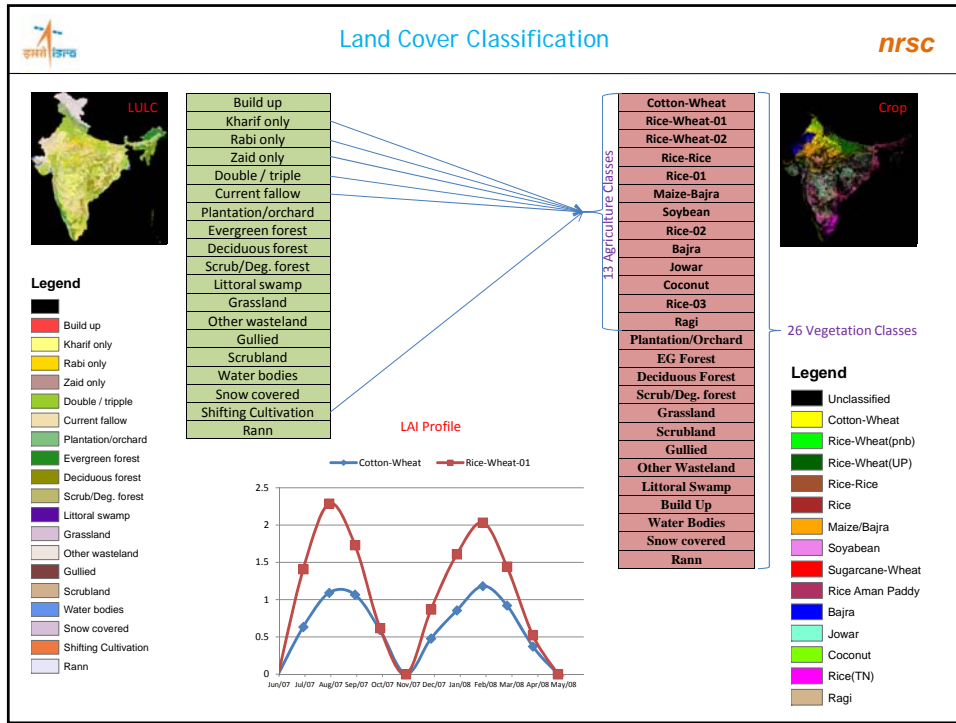 इसरो isro
Land Cover Classification
nrsc
LULC
Build up
Kharif only
Rabi only
Zaid only
Double / triple
Current fallow
Plantation/orchard
Evergreen forest
Deciduous forest
Scrub/Deg. forest
Littoral swamp
Grassland
Other wasteland
Gullied
Scrubland
Water bodies
Snow covered
Shifting Cultivation
Rann
13 Agriculture Classes
Cotton-Wheat
Rice-Wheat-01
Rice-Wheat-02
Rice-Rice
Rice-01
Maize-Bajra
Soybean
Rice-02
Bajra
Jowar
Coconut
Rice-03
Ragi
Plantation/Orchard
EG Forest
Deciduous Forest
Scrub/Deg. forest
Grassland
Scrubland
Gullied
Other Wasteland
Littoral Swamp
Build Up
Water Bodies
Snow covered
Rann
Crop
26 Vegetation Classes
Legend
Build up
Kharif only
Rabi only
Zaid only
Double / tripple
Current fallow
Plantation/orchard
Evergreen forest
Deciduous forest
Scrub/Deg. forest
Littoral swamp
Grassland
Other wasteland
Gullied
Scrubland
Water bodies
Snow covered
Shifting Cultivation
Rann
LAI Profile
Cotton-Wheat Rice-Wheat-01
2.5
2
1.5
1
0.5
0
Jun/07 Jul/07 Aug/07 Sep/07 Oct/07 Nov/07 Dec/07 Jan/08 Feb/08 Mar/08 Apr/08 May/08
Legend
Unclassified
Cotton-Wheat
Rice-Wheat(pnb)
Rice-Wheat(UP)
Rice-Rice
Rice
Maize/Bajra
Soyabean
Sugarcane-Wheat
Rice Aman Paddy
Bajra
Jowar
Coconut
Rice(TN)
Ragi